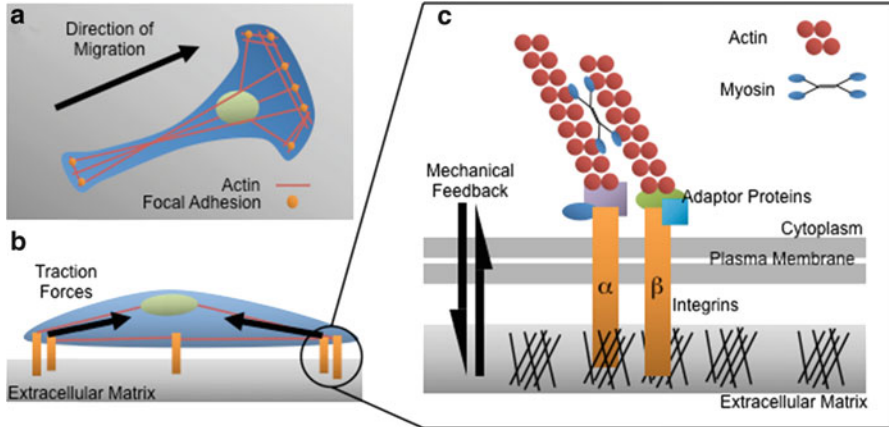 a
Direction of
Migration
Actin
Focal Adhesion
b
Traction
Forces
Extracellular Matrix
c
Actin
Myosin
Mechanical
Feedback
Adaptor Proteins
Cytoplasm
Plasma Membrane
α
β
Integrins
Extracellular Matrix